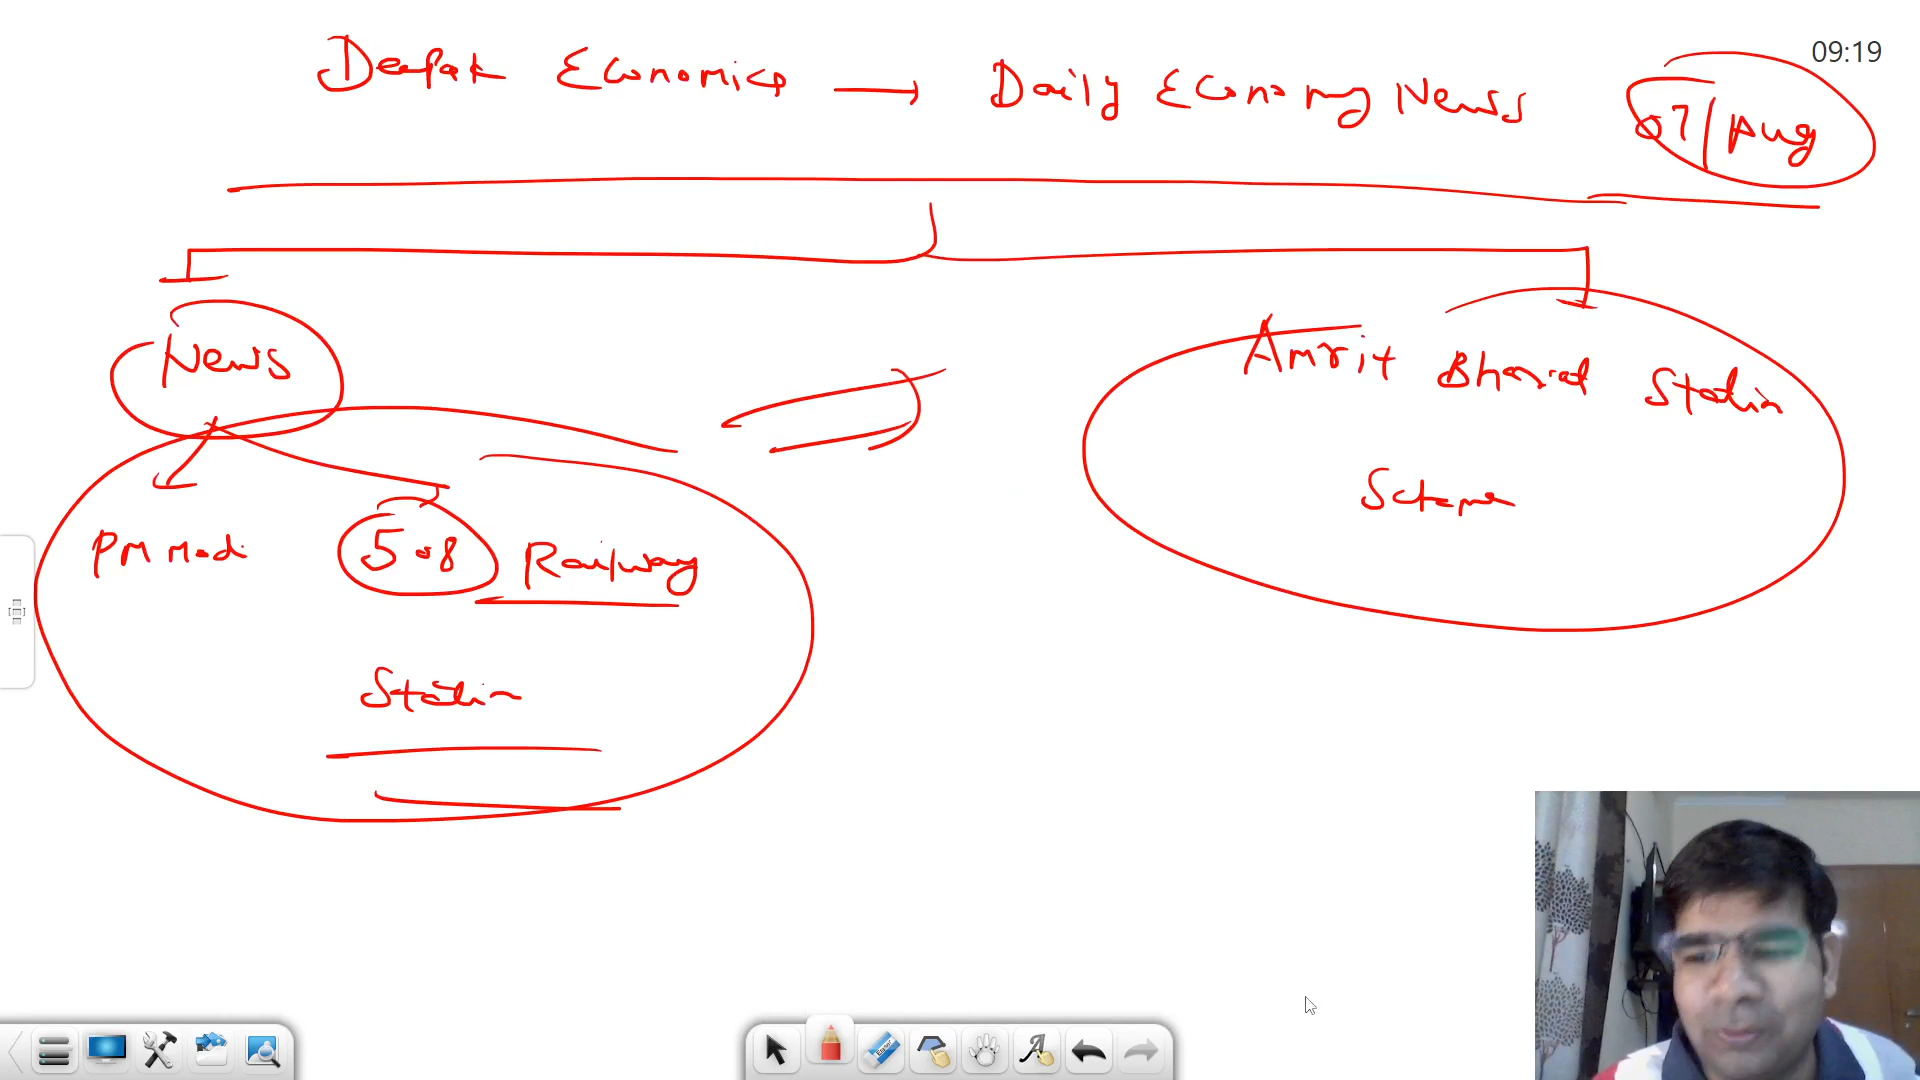 09:19
Deepak Economics → Daily Economy News 07/Aug
News
Amrit Bharat Station
Scheme
PM Modi 508 Railway
Station